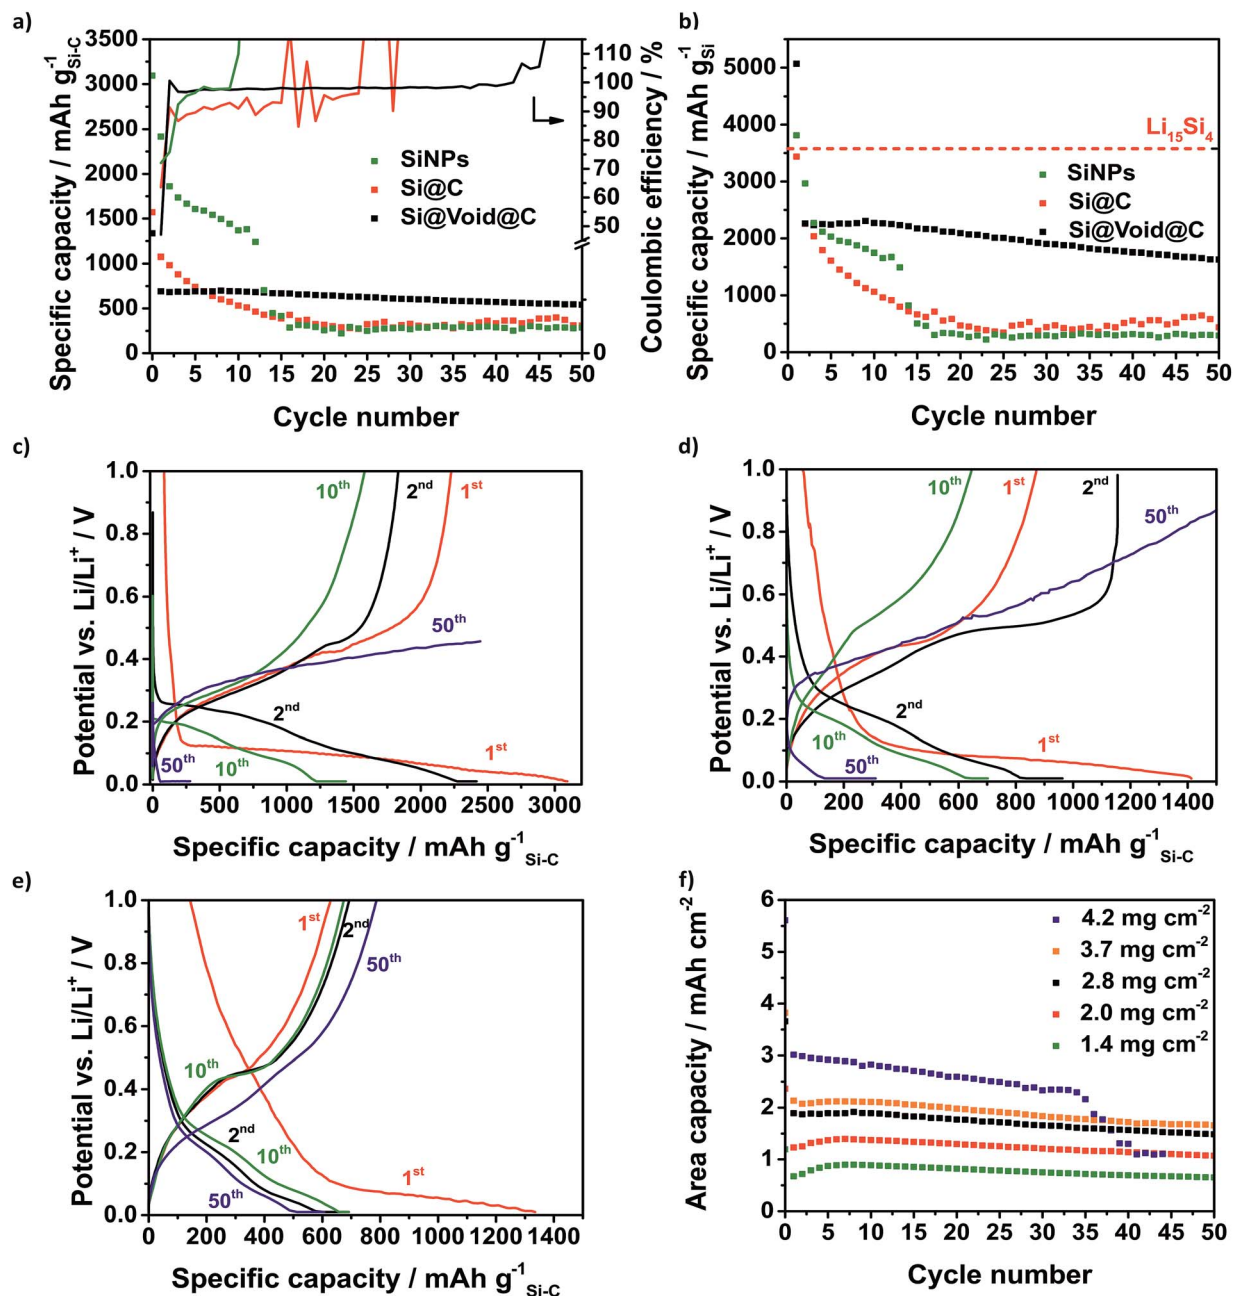 a)
Specific capacity / mAh g⁻¹Si-C
3500
3000
2750
2500
2250
2000
1750
1500
1250
1000
500
0
110
100
90
80
70
60
50
0
Coulombic efficiency / %
SiNPs
Si@C
Si@Void@C
0 5 10 15 20 25 30 35 40 45 50
Cycle number
b)
Specific capacity / mAh gSi⁻¹
5000
4000
3000
2000
1000
0
Li₁₅Si₄
SiNPs
Si@C
Si@Void@C
0 5 10 15 20 25 30 35 40 45 50
Cycle number
c)
Potential vs. Li/Li⁺ / V
1.0
0.8
0.6
0.4
0.2
0.0
10th
2nd
1st
50th
2nd
1st
10th
50th
0 500 1000 1500 2000 2500 3000
Specific capacity / mAh g⁻¹Si-C
d)
Potential vs. Li/Li⁺ / V
1.0
0.8
0.6
0.4
0.2
0.0
10th
1st
2nd
50th
2nd
1st
10th
50th
0 200 400 600 800 1000 1200 1400
Specific capacity / mAh g⁻¹Si-C
e)
Potential vs. Li/Li⁺ / V
1.0
0.8
0.6
0.4
0.2
0.0
1st
2nd
50th
10th
2nd
10th
50th
1st
0 200 400 600 800 1000 1200 1400
Specific capacity / mAh g⁻¹Si-C
f)
Area capacity / mAh cm⁻²
6
5
4
3
2
1
0
4.2 mg cm⁻²
3.7 mg cm⁻²
2.8 mg cm⁻²
2.0 mg cm⁻²
1.4 mg cm⁻²
0 5 10 15 20 25 30 35 40 45 50
Cycle number